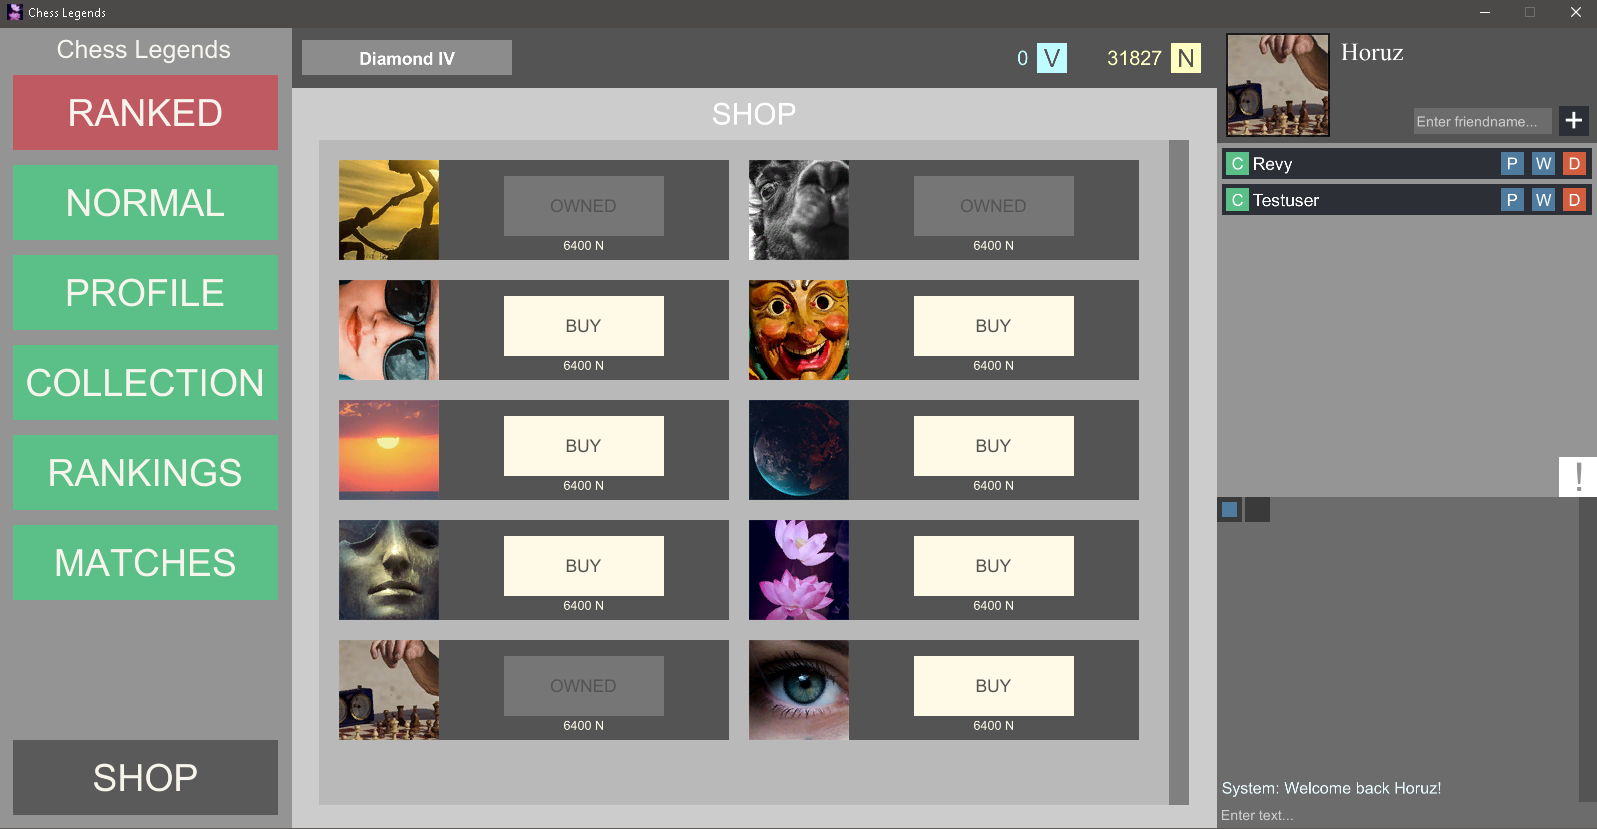 Chess Legends
Chess Legends
RANKED
NORMAL
PROFILE
COLLECTION
RANKINGS
MATCHES
SHOP
Diamond IV
0 V 31827 N
SHOP
OWNED
6400 N
OWNED
6400 N
BUY
6400 N
BUY
6400 N
BUY
6400 N
BUY
6400 N
BUY
6400 N
BUY
6400 N
OWNED
6400 N
BUY
6400 N
Horuz
Enter friendname... +
C Revy P W D
C Testuser P W D
!
System: Welcome back Horuz!
Enter text...